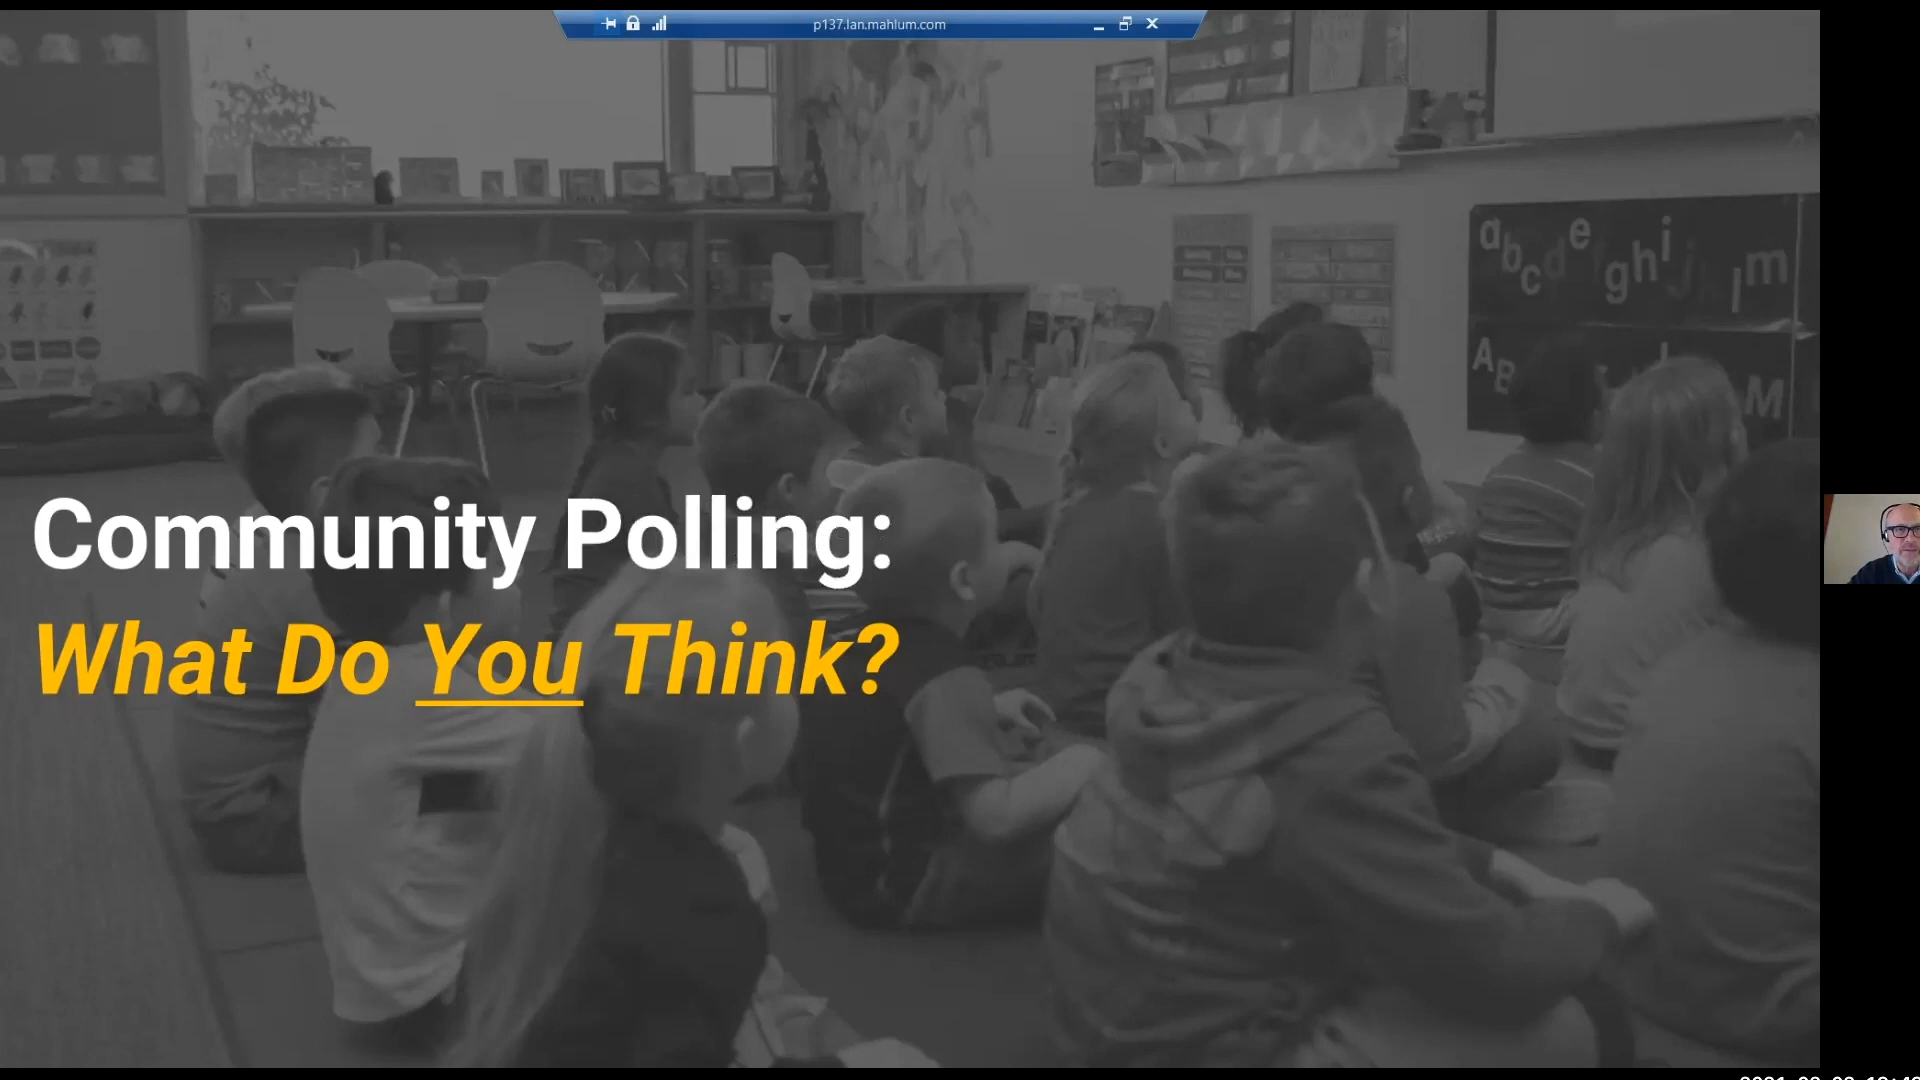 p137.lan.mahlum.com
a b c d e f g h i j l m
A B M
Community Polling:
What Do You Think?